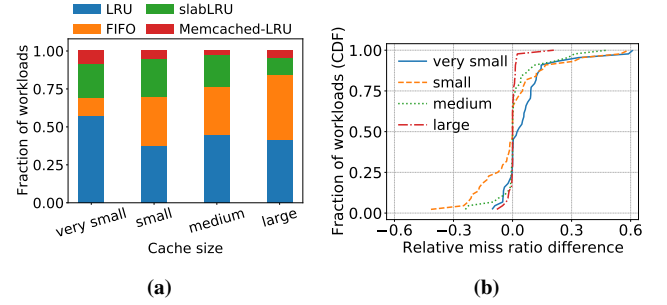 LRU slabLRU
FIFO Memcached-LRU
1.00
0.75
0.50
0.25
0.00
Fraction of workloads
very small small medium large
Cache size
(a)
1.00
0.75
0.50
0.25
0.00
Fraction of workloads (CDF)
very small
small
medium
large
−0.6 −0.3 0.0 0.3 0.6
Relative miss ratio difference
(b)